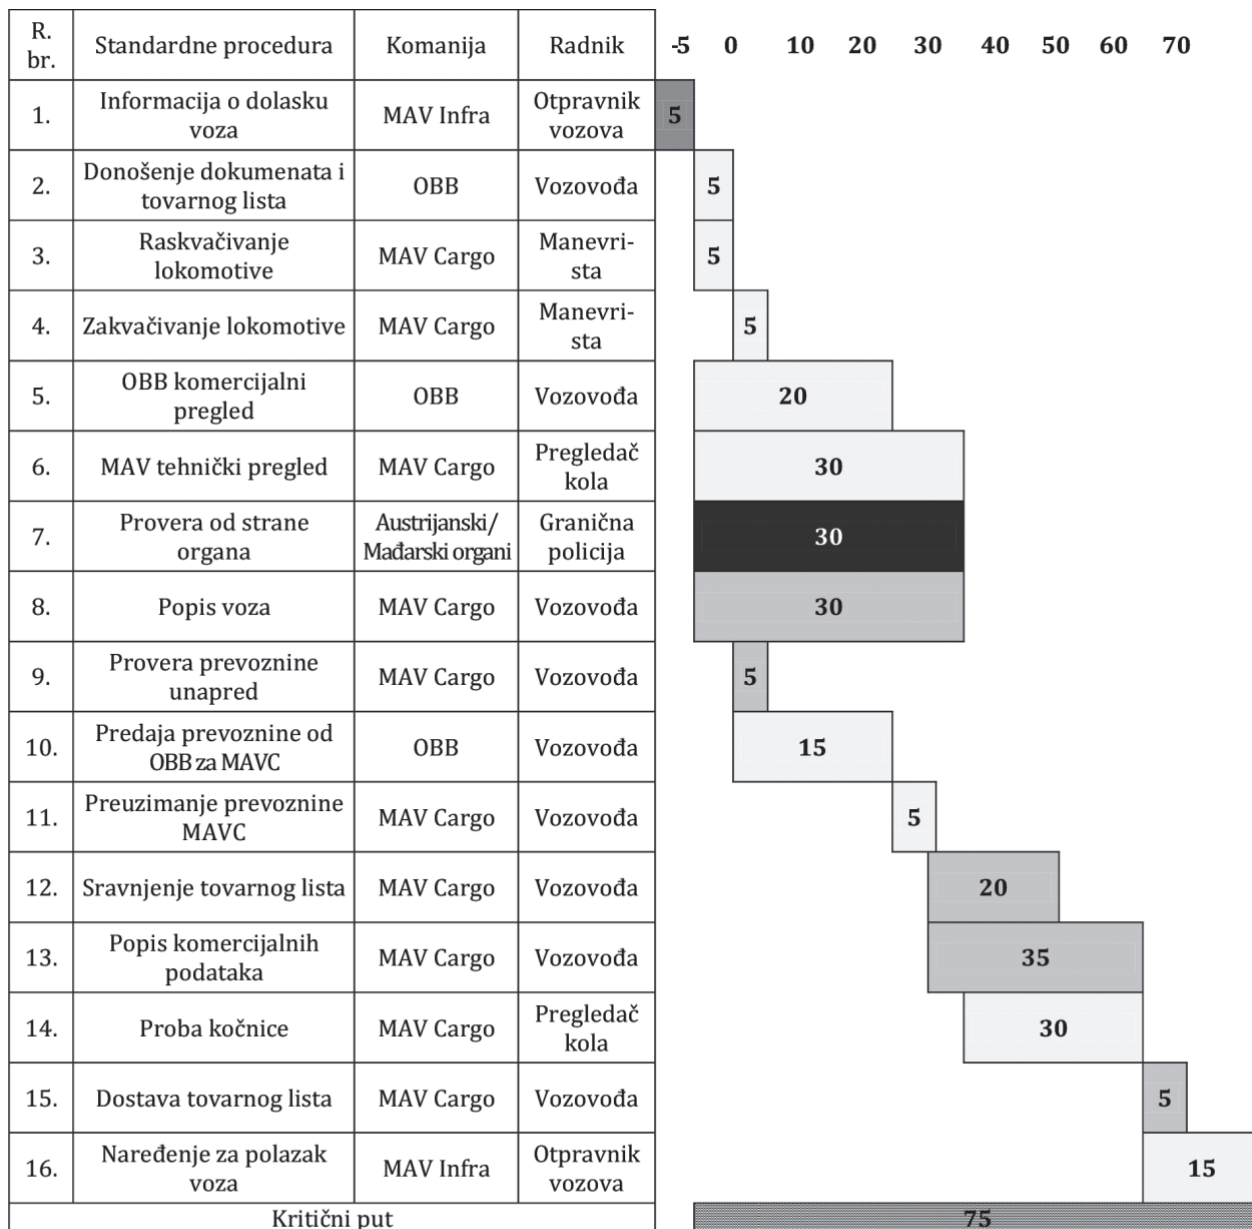 R. br. Standardne procedura Komanija Radnik -5 0 10 20 30 40 50 60 70
1. Informacija o dolasku voza MAV Infra Otpravnik vozova 5
2. Donošenje dokumenata i tovarnog lista OBB Vozovođa 5
3. Raskvačivanje lokomotive MAV Cargo Manevri-sta 5
4. Zakvačivanje lokomotive MAV Cargo Manevri-sta 5
5. OBB komercijalni pregled OBB Vozovođa 20
6. MAV tehnički pregled MAV Cargo Pregledač kola 30
7. Provera od strane organa Austrijanski/ Mađarski organi Granična policija 30
8. Popis voza MAV Cargo Vozovođa 30
9. Provera prevoznine unapred MAV Cargo Vozovođa 5
10. Predaja prevoznine od OBB za MAVC OBB Vozovođa 15
11. Preuzimanje prevoznine MAVC MAV Cargo Vozovođa 5
12. Sravnjenje tovarnog lista MAV Cargo Vozovođa 20
13. Popis komercijalnih podataka MAV Cargo Vozovođa 35
14. Proba kočnice MAV Cargo Pregledač kola 30
15. Dostava tovarnog lista MAV Cargo Vozovođa 5
16. Naređenje za polazak voza MAV Infra Otpravnik vozova 15
Kritični put 75